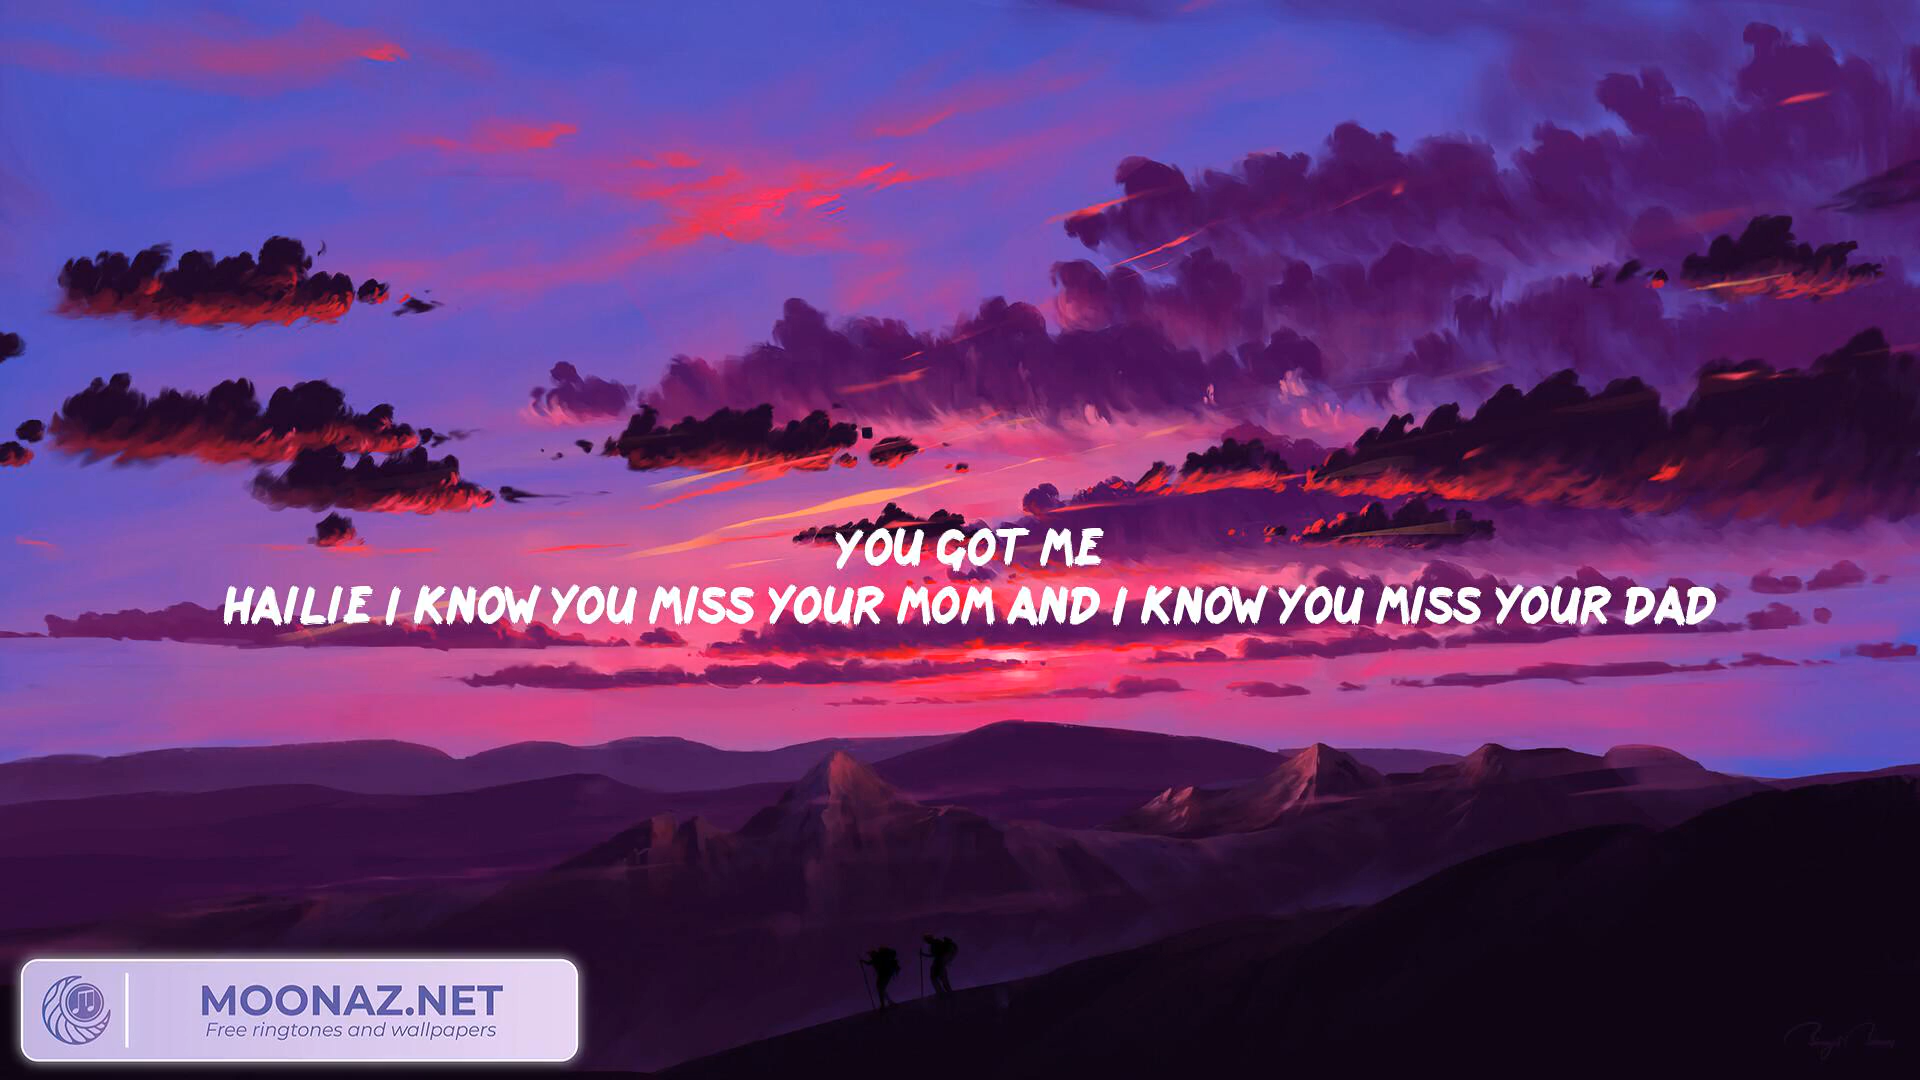 YOU GOT ME
HAILIE I KNOW YOU MISS YOUR MOM AND I KNOW YOU MISS YOUR DAD
MOONAZ.NET
Free ringtones and wallpapers